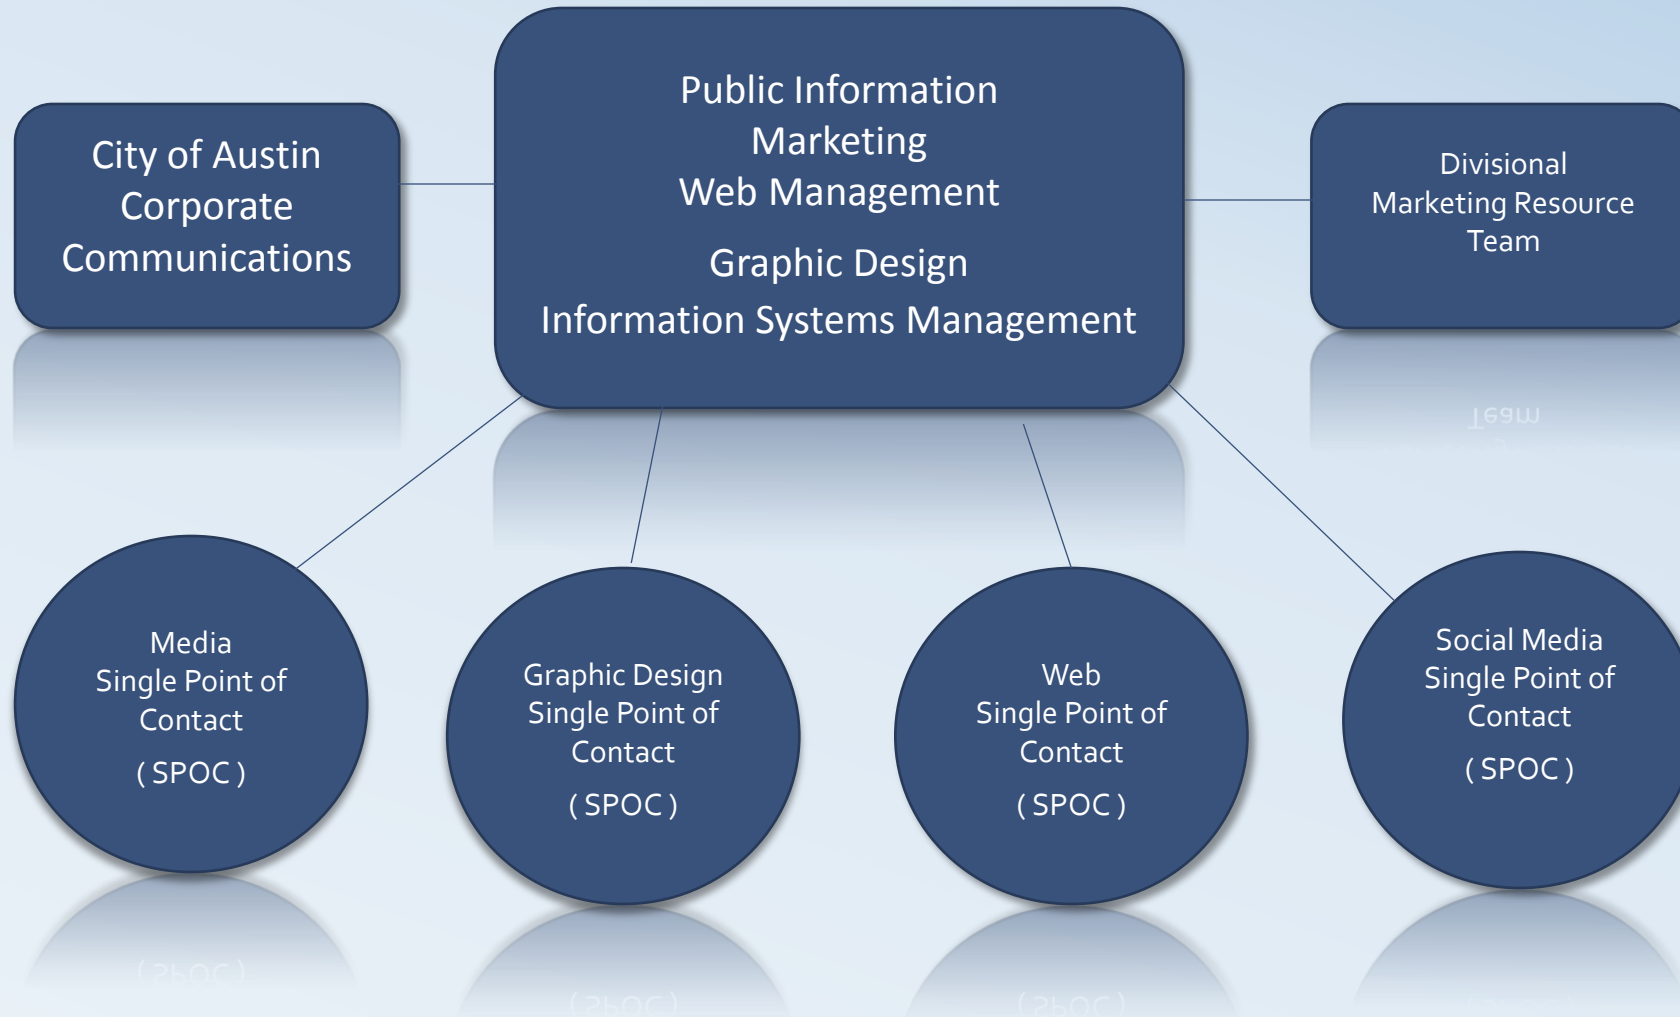 City of Austin
Corporate
Communications
Public Information
Marketing
Web Management
Graphic Design
Information Systems Management
Divisional
Marketing Resource
Team
Media
Single Point of
Contact
( SPOC )
Graphic Design
Single Point of
Contact
( SPOC )
Web
Single Point of
Contact
( SPOC )
Social Media
Single Point of
Contact
( SPOC )